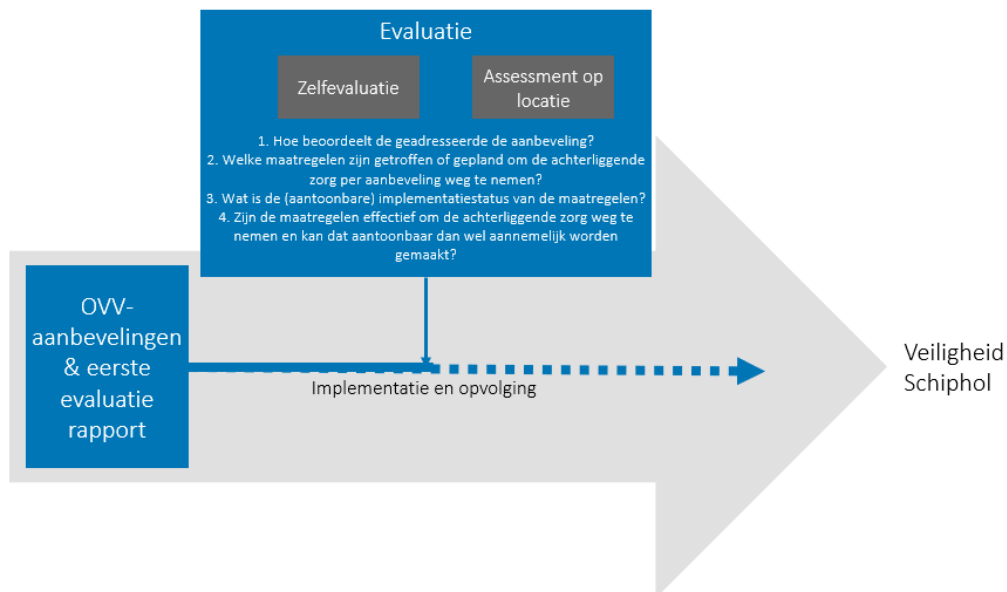 Evaluatie
Zelfevaluatie
Assessment op
locatie
1. Hoe beoordeelt de geadresseerde de aanbeveling?
2. Welke maatregelen zijn getroffen of gepland om de achterliggende
zorg per aanbeveling weg te nemen?
3. Wat is de (aantoonbare) implementatiestatus van de maatregelen?
4. Zijn de maatregelen effectief om de achterliggende zorg weg te
nemen en kan dat aantoonbaar dan wel aannemelijk worden
gemaakt?
OVV-
aanbevelingen
& eerste
evaluatie
rapport
Implementatie en opvolging
Veiligheid
Schiphol